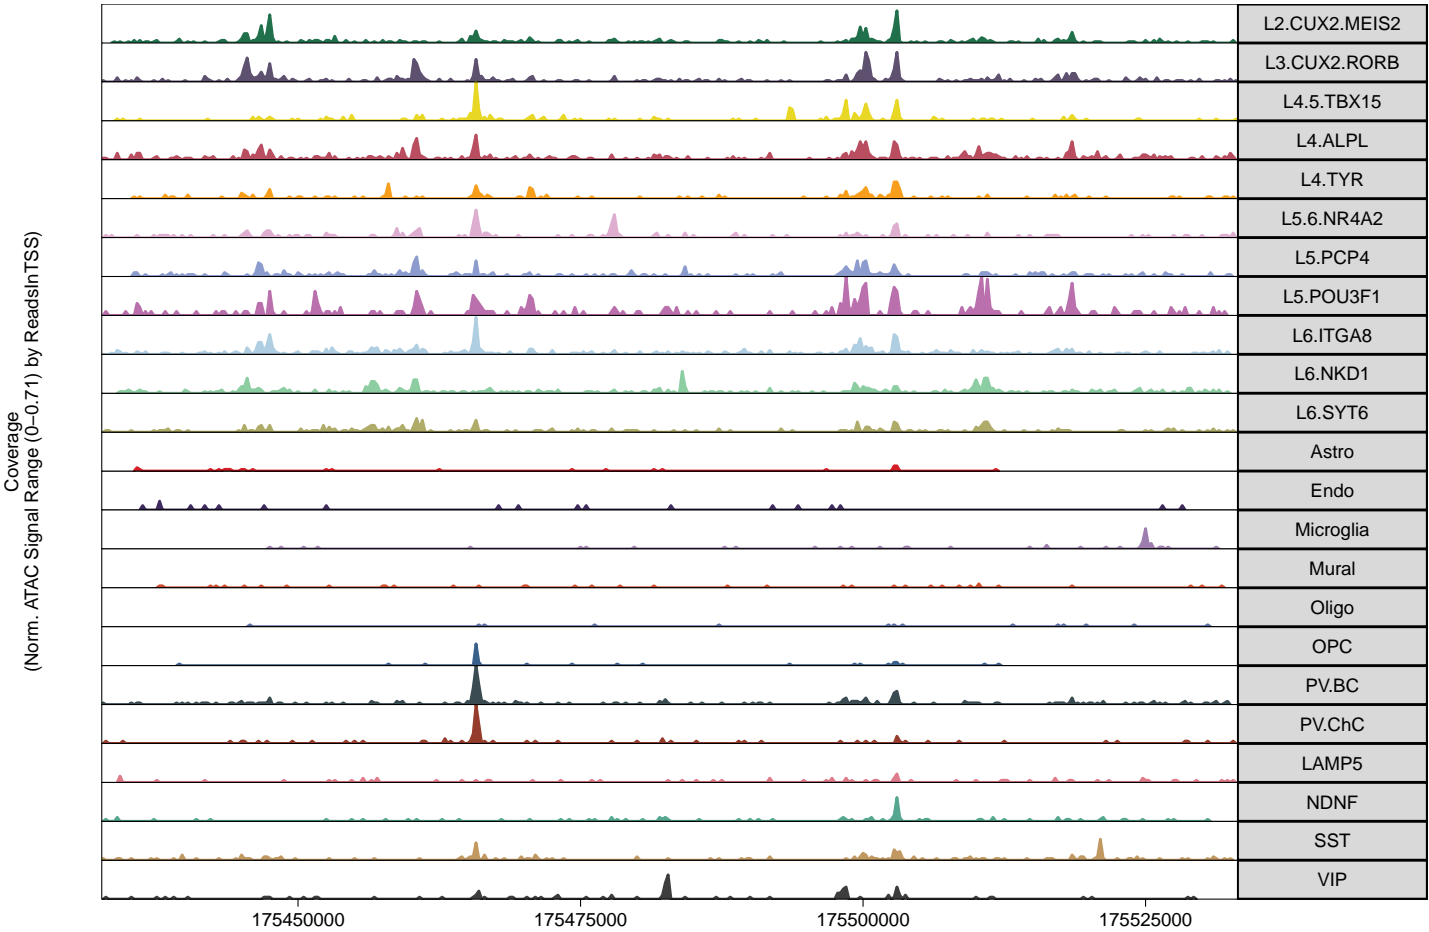 Coverage
(Norm. ATAC Signal Range (0–0.71) by ReadsInTSS)
L2.CUX2.MEIS2
L3.CUX2.RORB
L4.5.TBX15
L4.ALPL
L4.TYR
L5.6.NR4A2
L5.PCP4
L5.POU3F1
L6.ITGA8
L6.NKD1
L6.SYT6
Astro
Endo
Microglia
Mural
Oligo
OPC
PV.BC
PV.ChC
LAMP5
NDNF
SST
VIP
175450000 175475000 175500000 175525000